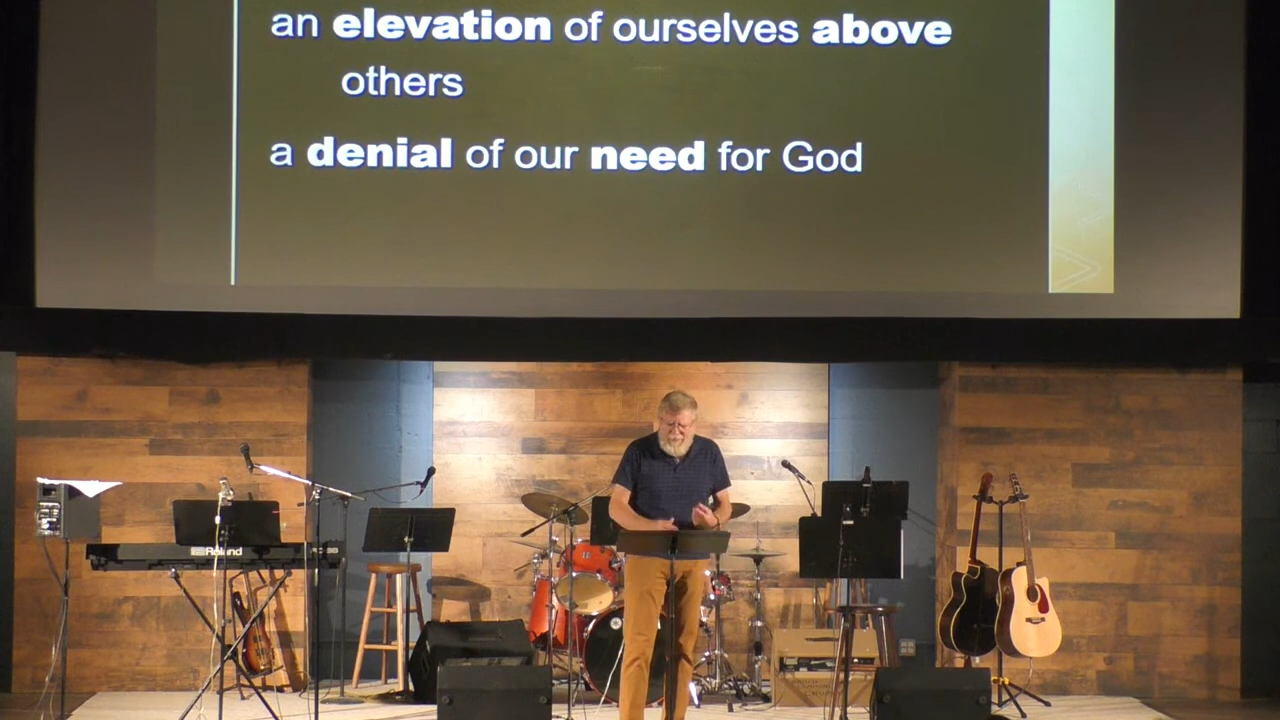 an elevation of ourselves above
others
a denial of our need for God
Roland